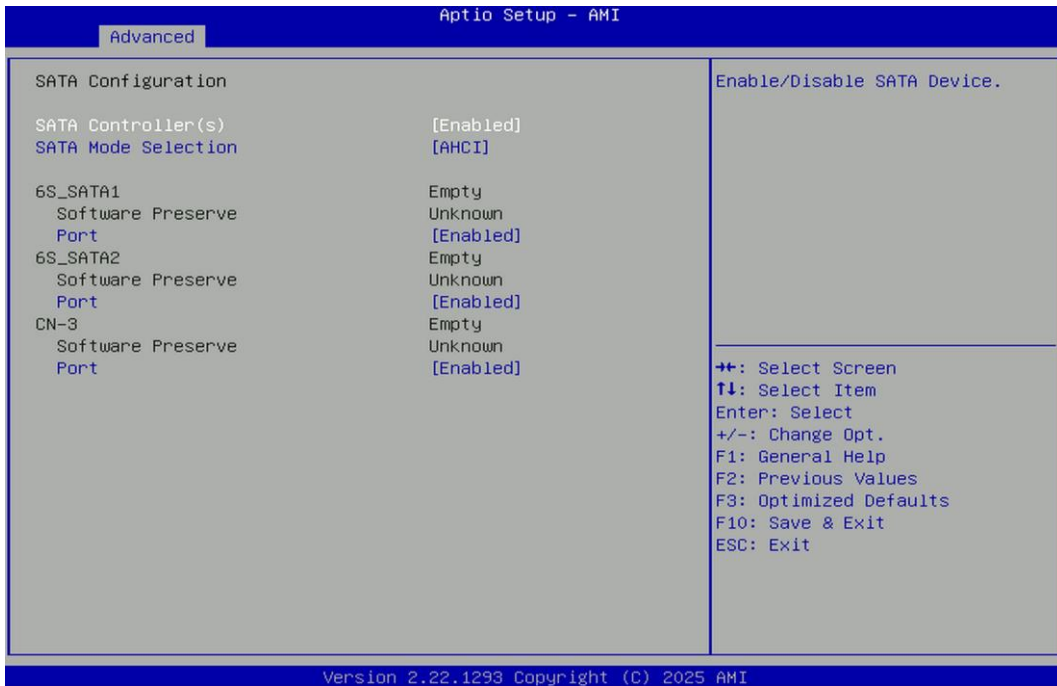 Aptio Setup – AMI
Advanced
SATA Configuration
SATA Controller(s) [Enabled]
SATA Mode Selection [AHCI]
6S_SATA1 Empty
Software Preserve Unknown
Port [Enabled]
6S_SATA2 Empty
Software Preserve Unknown
Port [Enabled]
CN-3 Empty
Software Preserve Unknown
Port [Enabled]
Enable/Disable SATA Device.
→←: Select Screen
↑↓: Select Item
Enter: Select
+/-: Change Opt.
F1: General Help
F2: Previous Values
F3: Optimized Defaults
F10: Save & Exit
ESC: Exit
Version 2.22.1293 Copyright (C) 2025 AMI